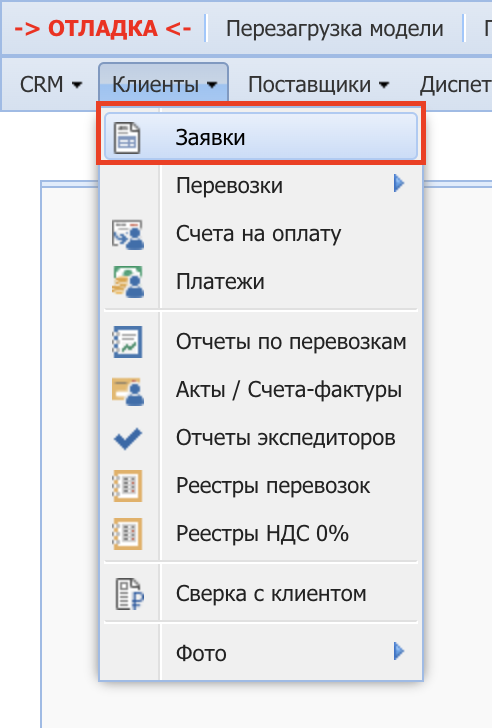 -> ОТЛАДКА <- Перезагрузка модели
CRM Клиенты Поставщики Диспет
Заявки
Перевозки
Счета на оплату
Платежи
Отчеты по перевозкам
Акты / Счета-фактуры
Отчеты экспедиторов
Реестры перевозок
Реестры НДС 0%
Сверка с клиентом
Фото